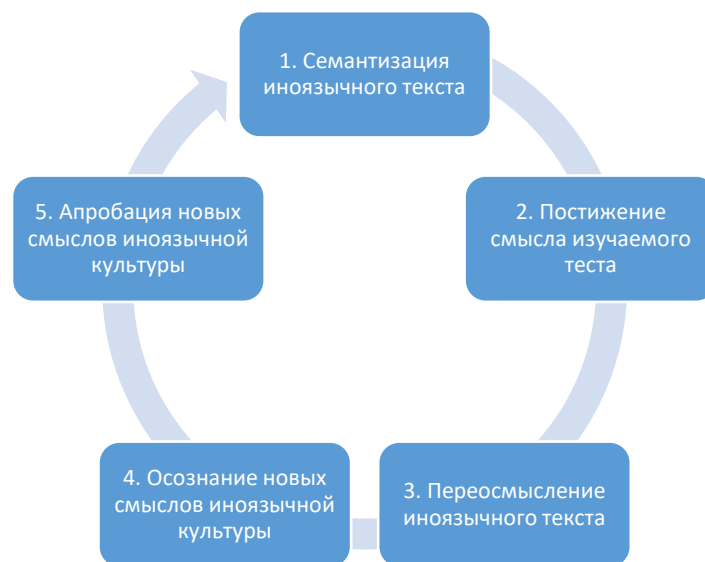 1. Семантизация
иноязычного текста
2. Постижение
смысла изучаемого
теста
3. Переосмысление
иноязычного текста
4. Осознание новых
смыслов иноязычной
культуры
5. Апробация новых
смыслов иноязычной
культуры